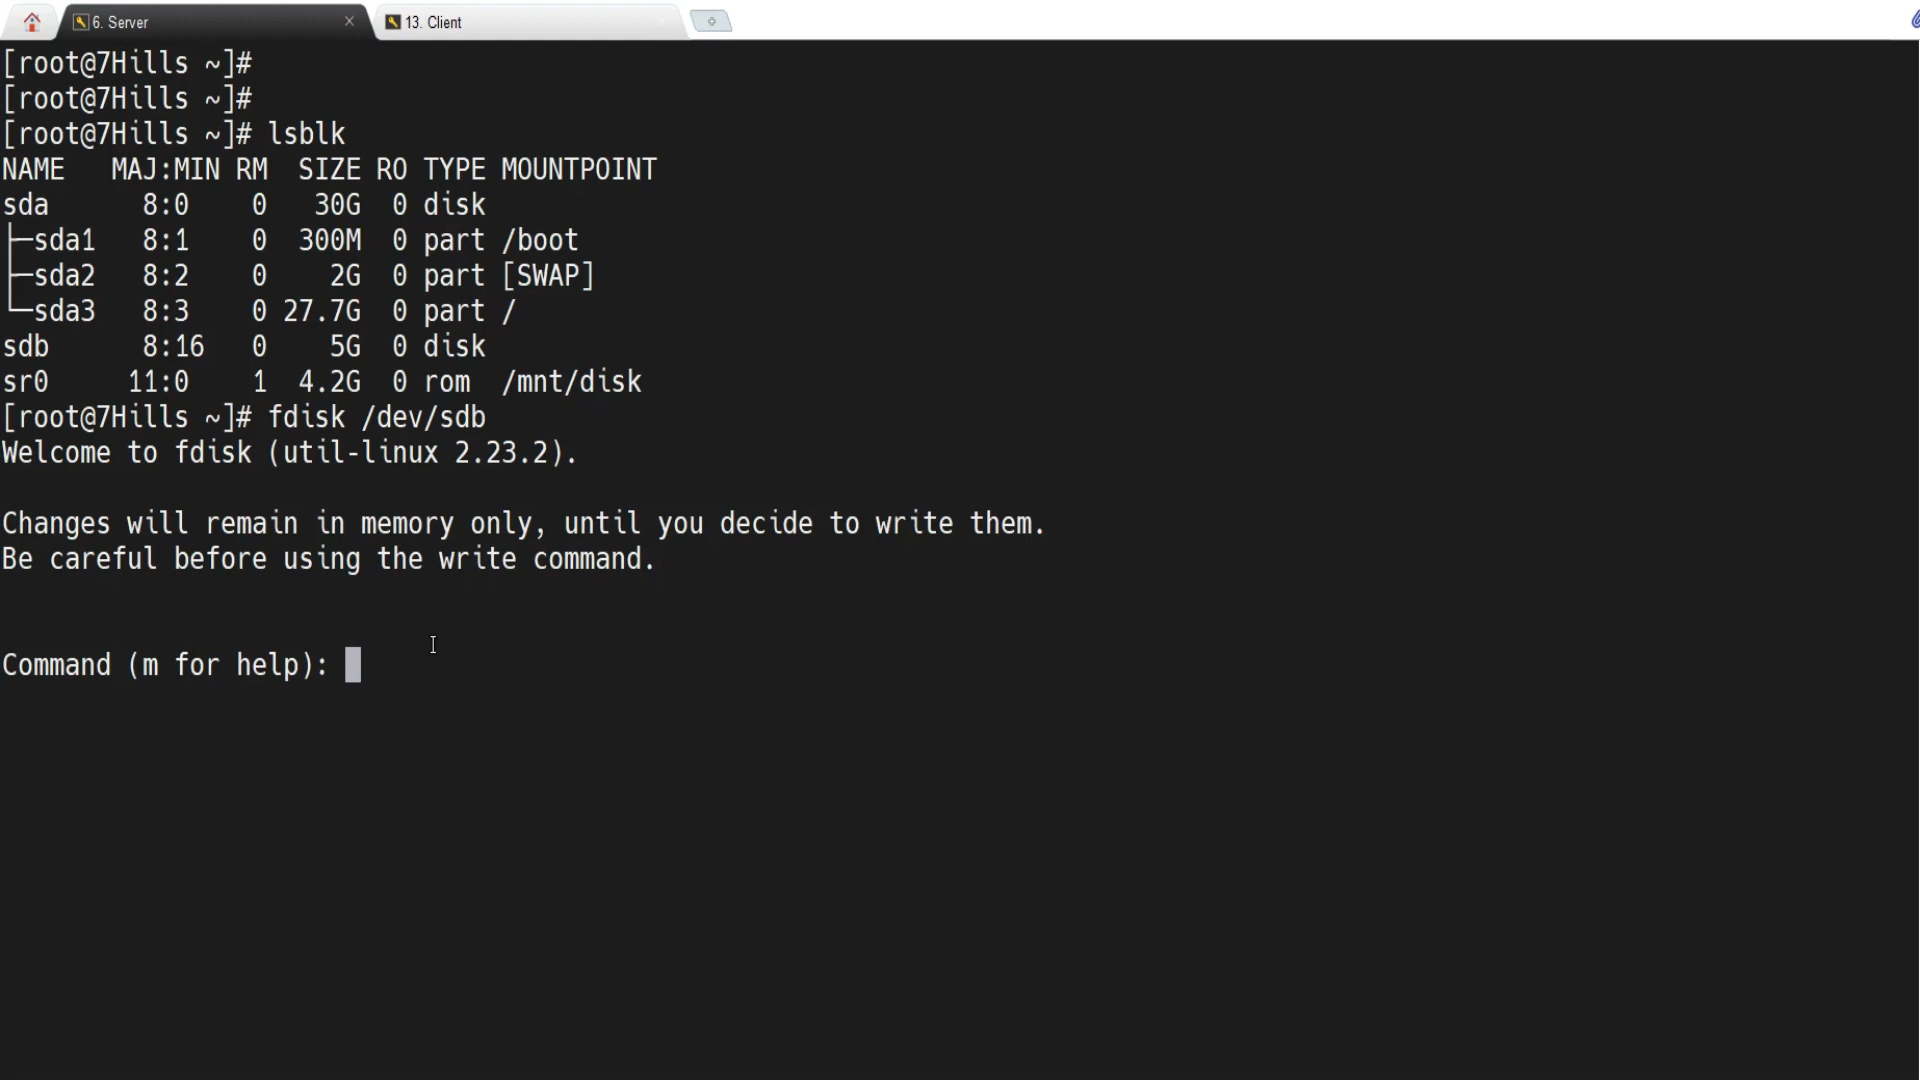 6. Server
13. Client
[root@7Hills ~]#
[root@7Hills ~]#
[root@7Hills ~]# lsblk
NAME   MAJ:MIN RM  SIZE RO TYPE MOUNTPOINT
sda      8:0    0   30G  0 disk
├─sda1   8:1    0  300M  0 part /boot
├─sda2   8:2    0    2G  0 part [SWAP]
└─sda3   8:3    0 27.7G  0 part /
sdb      8:16   0    5G  0 disk
sr0     11:0    1  4.2G  0 rom  /mnt/disk
[root@7Hills ~]# fdisk /dev/sdb
Welcome to fdisk (util-linux 2.23.2).
Changes will remain in memory only, until you decide to write them.
Be careful before using the write command.
Command (m for help):